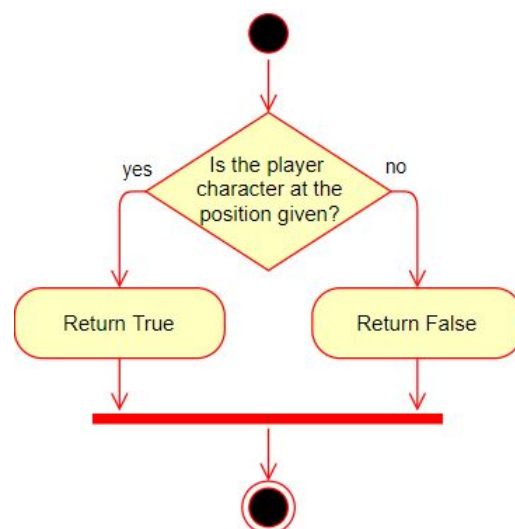 Is the player
character at the
position given?
yes
no
Return True
Return False